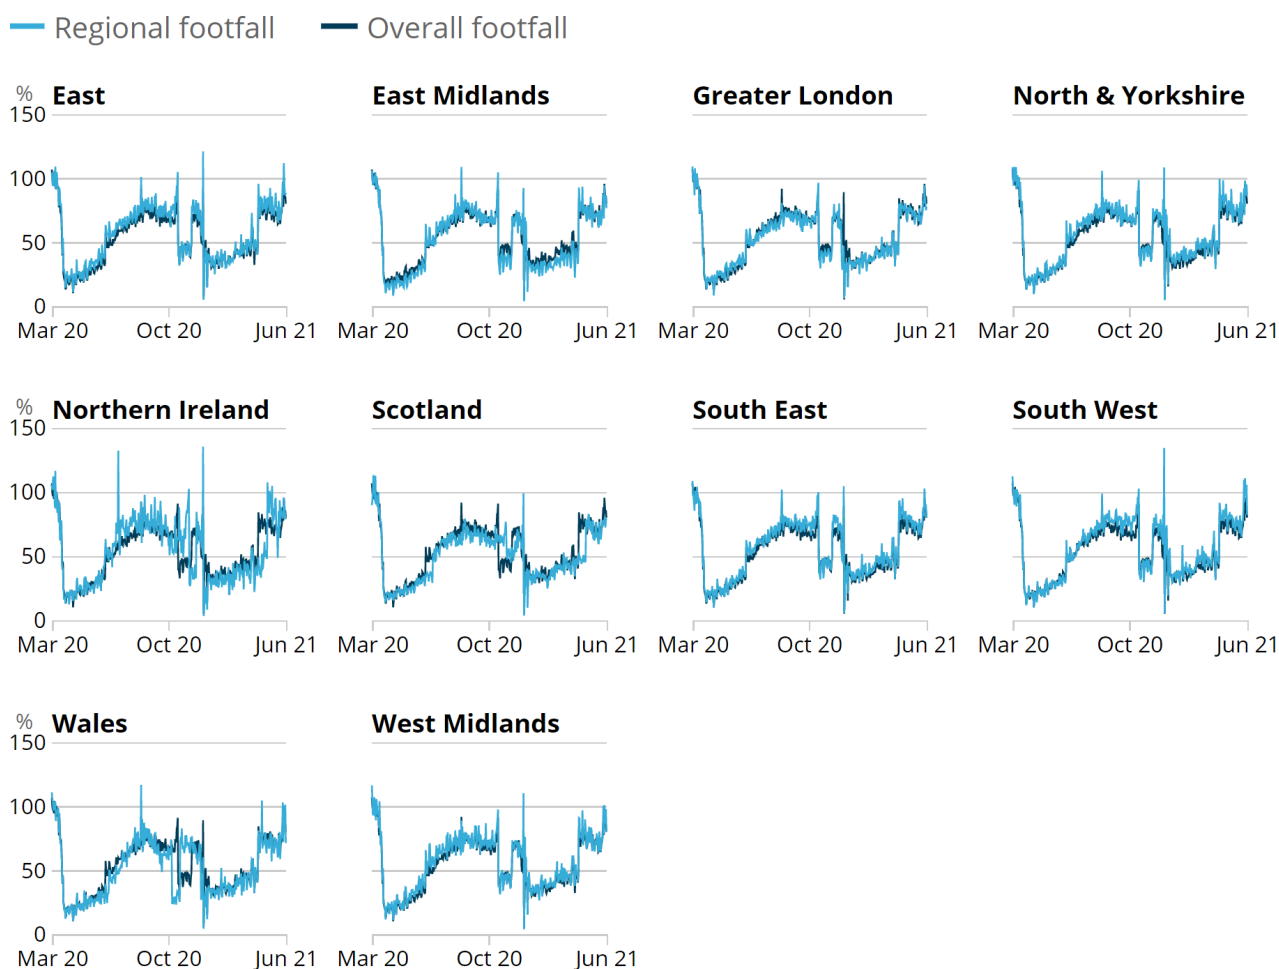 Regional footfall Overall footfall
% East East Midlands Greater London North & Yorkshire
150
100
50
0
Mar 20 Oct 20 Jun 21 Mar 20 Oct 20 Jun 21 Mar 20 Oct 20 Jun 21 Mar 20 Oct 20 Jun 21
% Northern Ireland Scotland South East South West
150
100
50
0
Mar 20 Oct 20 Jun 21 Mar 20 Oct 20 Jun 21 Mar 20 Oct 20 Jun 21 Mar 20 Oct 20 Jun 21
% Wales West Midlands
150
100
50
0
Mar 20 Oct 20 Jun 21 Mar 20 Oct 20 Jun 21